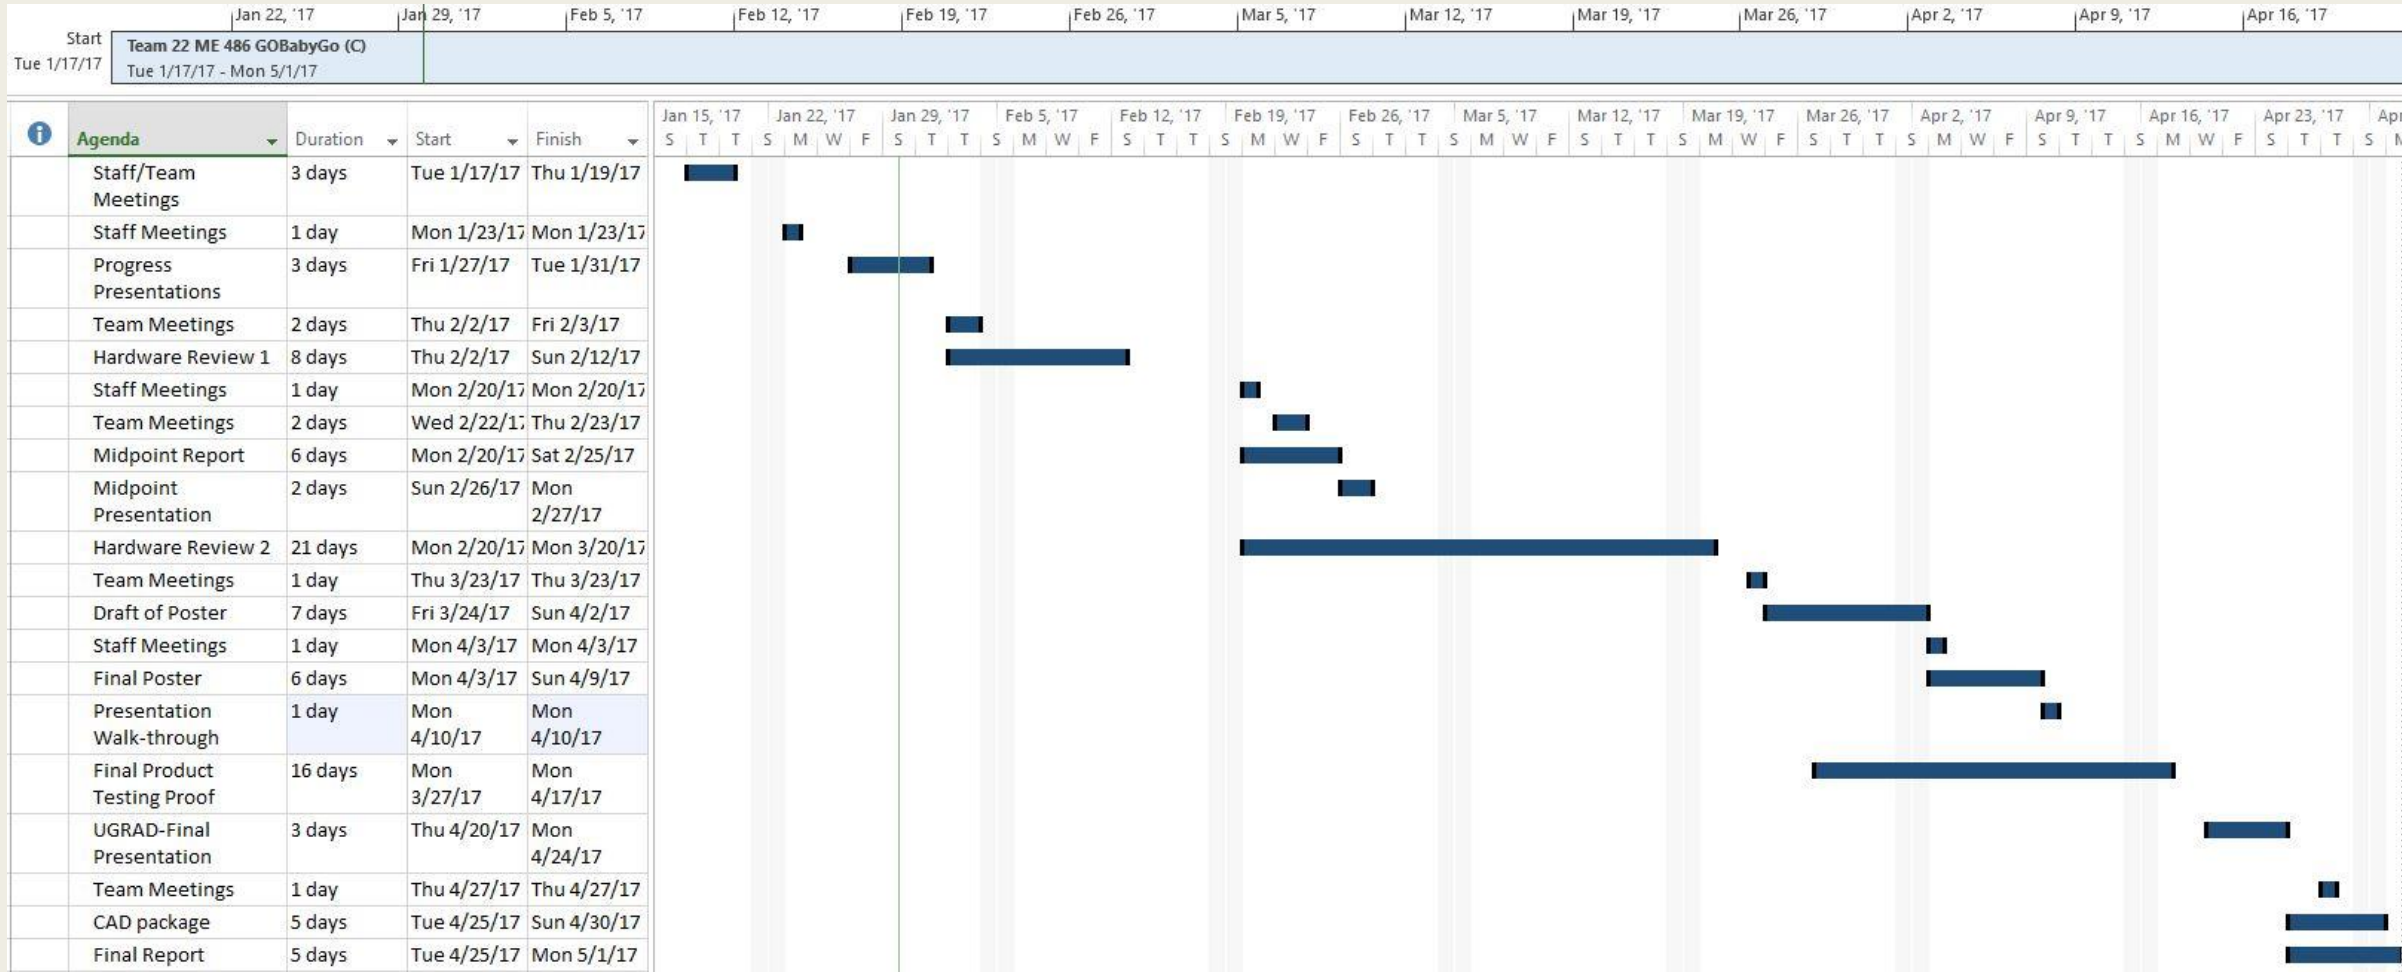 Jan 22, '17 Jan 29, '17 Feb 5, '17 Feb 12, '17 Feb 19, '17 Feb 26, '17 Mar 5, '17 Mar 12, '17 Mar 19, '17 Mar 26, '17 Apr 2, '17 Apr 9, '17 Apr 16, '17
Start
Tue 1/17/17
Team 22 ME 486 GOBabyGo (C)
Tue 1/17/17 - Mon 5/1/17
Jan 15, '17 Jan 22, '17 Jan 29, '17 Feb 5, '17 Feb 12, '17 Feb 19, '17 Feb 26, '17 Mar 5, '17 Mar 12, '17 Mar 19, '17 Mar 26, '17 Apr 2, '17 Apr 9, '17 Apr 16, '17 Apr 23, '17 Apr
Agenda Duration Start Finish S T T S M W F S T T S M W F S T T S M W F S T T S M W F S T T S M W F S T T S M W F S T T S M W F S T T S M
Staff/Team 3 days Tue 1/17/17 Thu 1/19/17
Meetings
Staff Meetings 1 day Mon 1/23/17 Mon 1/23/17
Progress 3 days Fri 1/27/17 Tue 1/31/17
Presentations
Team Meetings 2 days Thu 2/2/17 Fri 2/3/17
Hardware Review 1 8 days Thu 2/2/17 Sun 2/12/17
Staff Meetings 1 day Mon 2/20/17 Mon 2/20/17
Team Meetings 2 days Wed 2/22/17 Thu 2/23/17
Midpoint Report 6 days Mon 2/20/17 Sat 2/25/17
Midpoint 2 days Sun 2/26/17 Mon
Presentation 2/27/17
Hardware Review 2 21 days Mon 2/20/17 Mon 3/20/17
Team Meetings 1 day Thu 3/23/17 Thu 3/23/17
Draft of Poster 7 days Fri 3/24/17 Sun 4/2/17
Staff Meetings 1 day Mon 4/3/17 Mon 4/3/17
Final Poster 6 days Mon 4/3/17 Sun 4/9/17
Presentation 1 day Mon Mon
Walk-through 4/10/17 4/10/17
Final Product 16 days Mon Mon
Testing Proof 3/27/17 4/17/17
UGRAD-Final 3 days Thu 4/20/17 Mon
Presentation 4/24/17
Team Meetings 1 day Thu 4/27/17 Thu 4/27/17
CAD package 5 days Tue 4/25/17 Sun 4/30/17
Final Report 5 days Tue 4/25/17 Mon 5/1/17